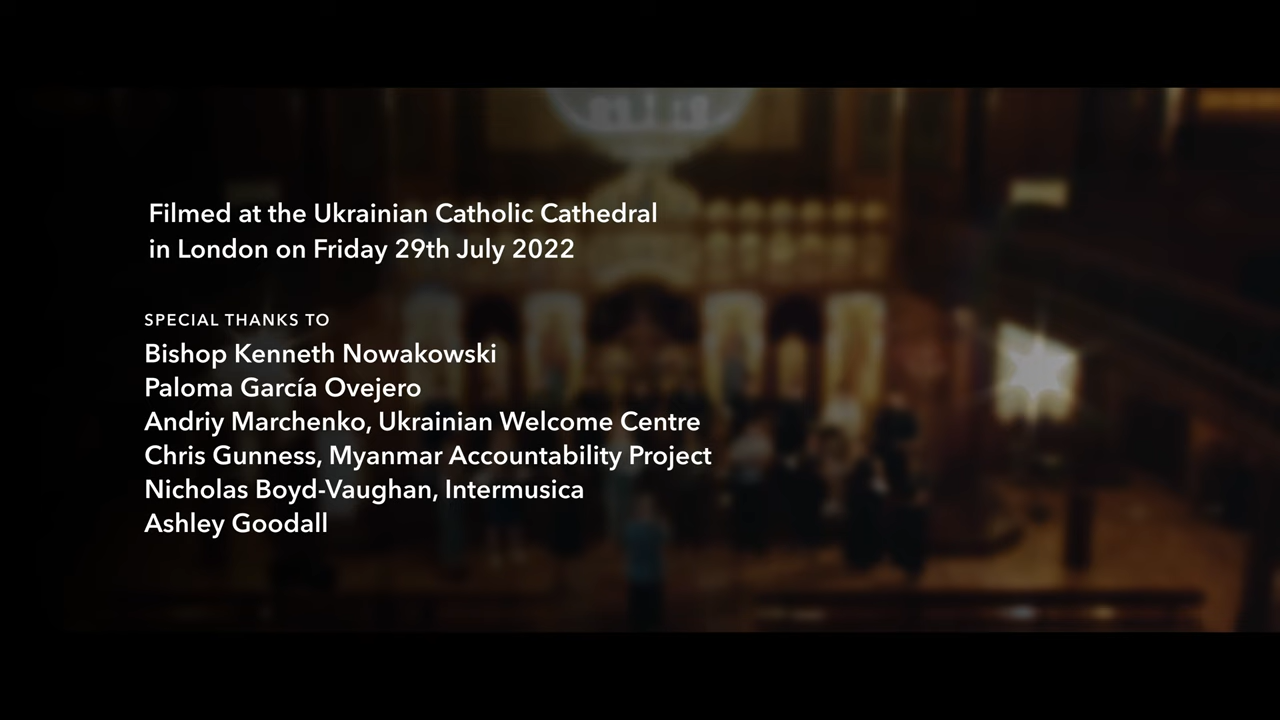 Filmed at the Ukrainian Catholic Cathedral
in London on Friday 29th July 2022
SPECIAL THANKS TO
Bishop Kenneth Nowakowski
Paloma García Ovejero
Andriy Marchenko, Ukrainian Welcome Centre
Chris Gunness, Myanmar Accountability Project
Nicholas Boyd-Vaughan, Intermusica
Ashley Goodall